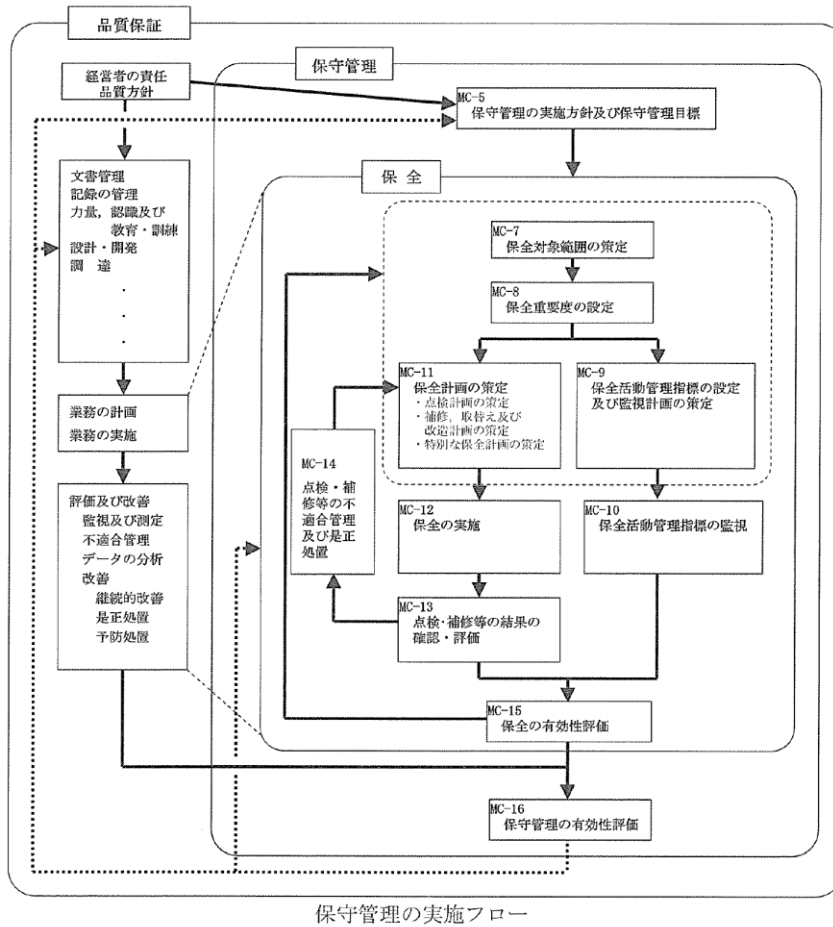 品質保証
保守管理
経営者の責任
品質方針
MC-5
保守管理の実施方針及び保守管理目標
文書管理
記録の管理
力量，認識及び
教育・訓練
設計・開発
調　達
・
・
・
保 全
MC-7
保全対象範囲の策定
MC-8
保全重要度の設定
MC-11
保全計画の策定
・点検計画の策定
・補修，取替え及び
改造計画の策定
・特別な保全計画の策定
MC-9
保全活動管理指標の設定
及び監視計画の策定
業務の計画
業務の実施
MC-14
点検・補
修等の不
適合管理
及び是正
処置
MC-12
保全の実施
MC-10
保全活動管理指標の監視
評価及び改善
監視及び測定
不適合管理
データの分析
改善
継続的改善
是正処置
予防処置
MC-13
点検・補修等の結果の
確認・評価
MC-15
保全の有効性評価
MC-16
保守管理の有効性評価
保守管理の実施フロー